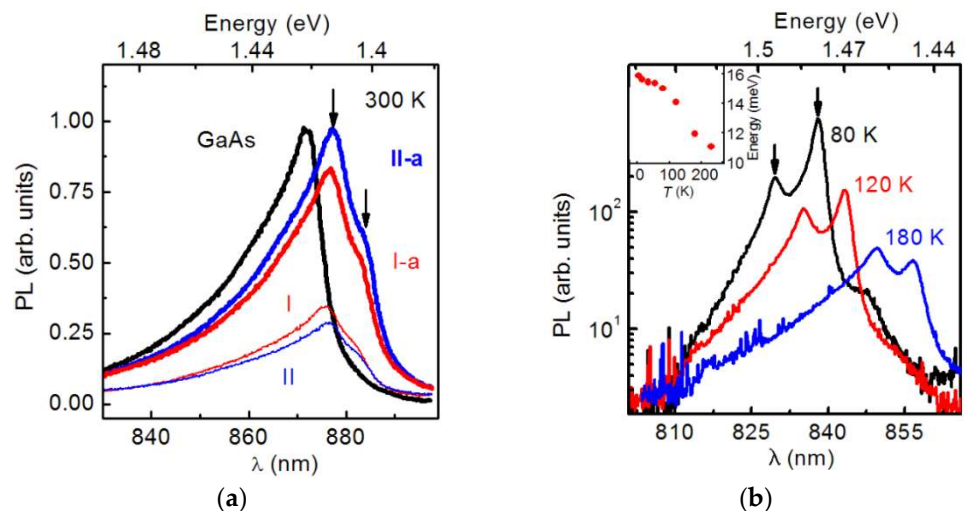 Energy (eV)
1.48 1.44 1.4
300 K
GaAs
II-a
I-a
I
II
PL (arb. units)
1.00
0.75
0.50
0.25
0.00
840 860 880
λ (nm)
(a)
Energy (eV)
1.5 1.47 1.44
16
14
12
10
Energy (meV)
0 100 200
T (K)
80 K
120 K
180 K
PL (arb. units)
10²
10¹
810 825 840 855
λ (nm)
(b)